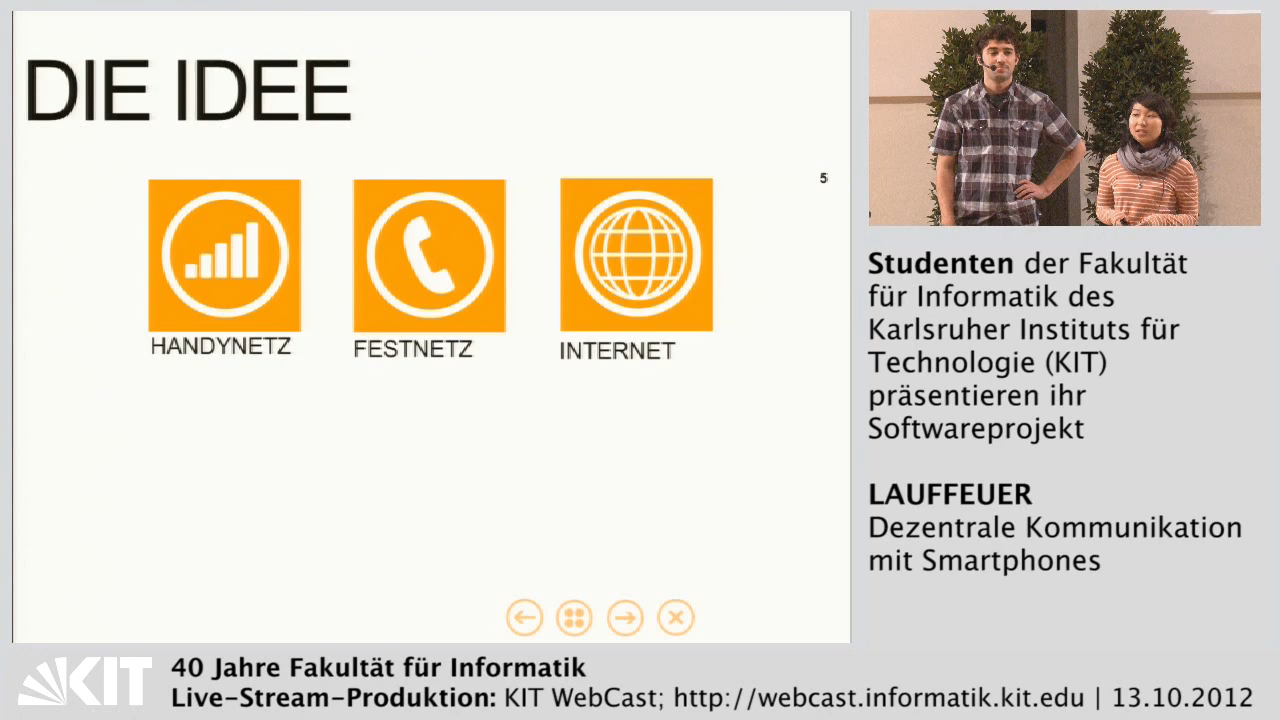 DIE IDEE
5
HANDYNETZ
FESTNETZ
INTERNET
Studenten der Fakultät
für Informatik des
Karlsruher Instituts für
Technologie (KIT)
präsentieren ihr
Softwareprojekt
LAUFFEUER
Dezentrale Kommunikation
mit Smartphones
KIT
40 Jahre Fakultät für Informatik
Live-Stream-Produktion: KIT WebCast; http://webcast.informatik.kit.edu | 13.10.2012